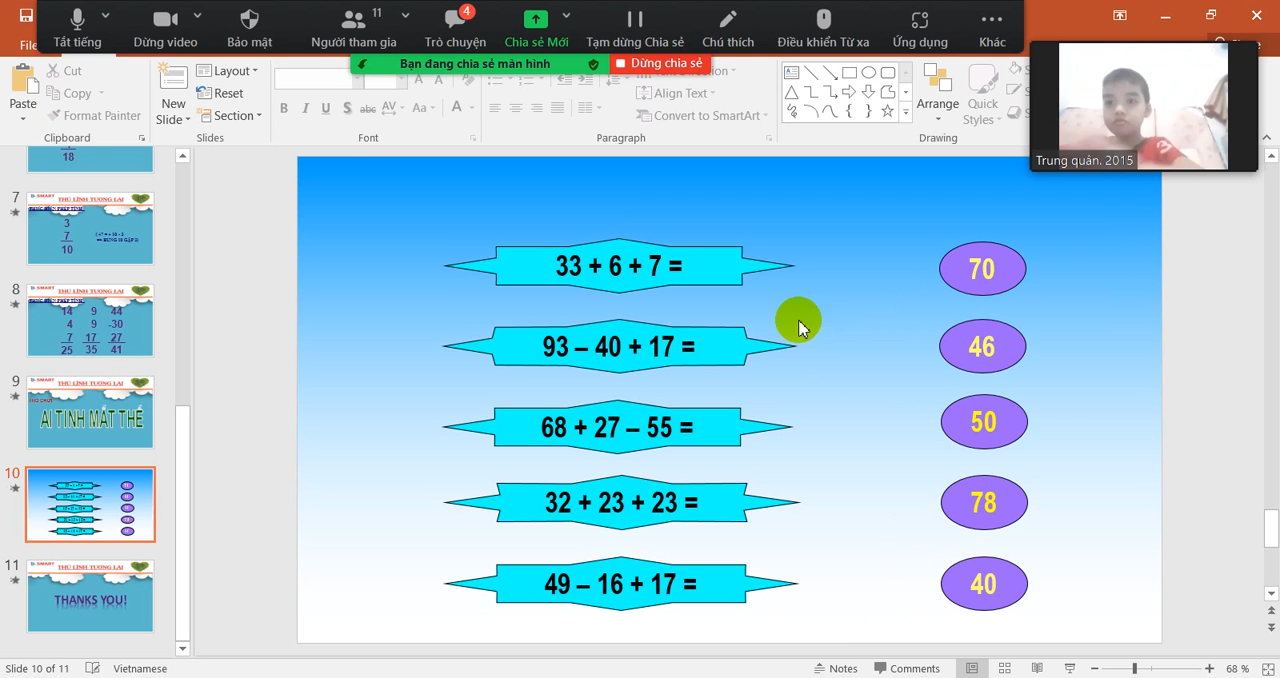 11
4
Tắt tiếng
Dừng video
Bảo mật
Người tham gia
Trò chuyện
Chia sẻ Mới
Tạm dừng Chia sẻ
Chú thích
Điều khiển Từ xa
Ứng dụng
Khác
Bạn đang chia sẻ màn hình
Dừng chia sẻ
Cut
Copy
Format Painter
Paste
Clipboard
New
Slide
Layout
Reset
Section
Slides
B I U S abc AV Aa A
Font
Align Text
Convert to SmartArt
Paragraph
Arrange
Quick
Styles
Drawing
Trung quân. 2015
18
7
THỦ LĨNH TƯƠNG LAI
3
7
10
8
THỦ LĨNH TƯƠNG LAI
14 9 44
4 9 -30
7 17 27
25 35 41
9
THỦ LĨNH TƯƠNG LAI
AI TINH MẮT THẾ
10
11
THỦ LĨNH TƯƠNG LAI
THANKS YOU!
33 + 6 + 7 =
70
93 – 40 + 17 =
46
68 + 27 – 55 =
50
32 + 23 + 23 =
78
49 – 16 + 17 =
40
Slide 10 of 11
Vietnamese
Notes
Comments
68 %